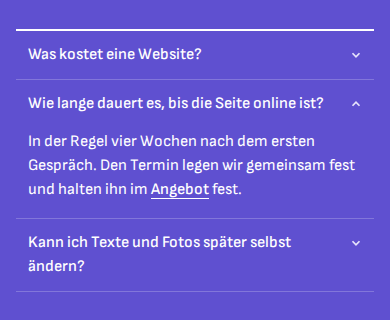 Was kostet eine Website?
Wie lange dauert es, bis die Seite online ist?
In der Regel vier Wochen nach dem ersten
Gespräch. Den Termin legen wir gemeinsam fest
und halten ihn im Angebot fest.
Kann ich Texte und Fotos später selbst
ändern?